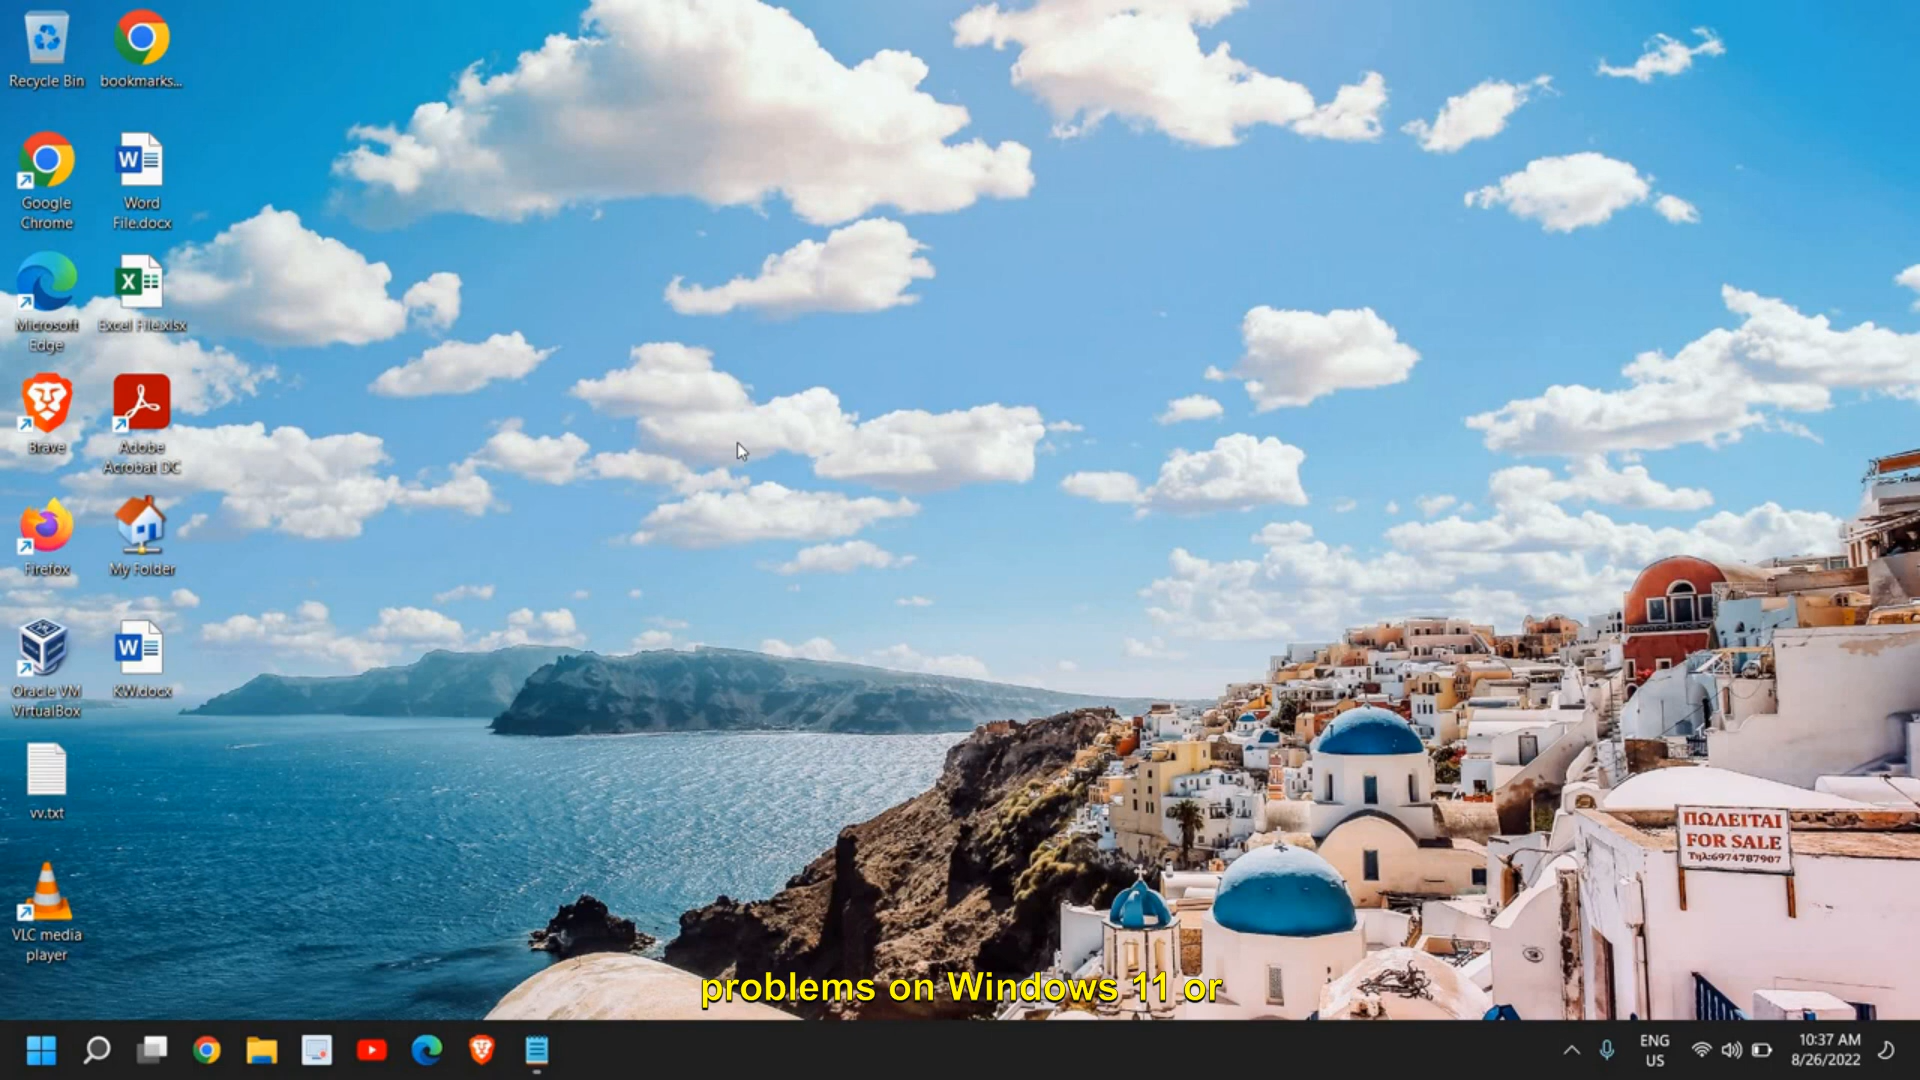 Recycle Bin
bookmarks...
Google
Chrome
Word
File.docx
Microsoft
Edge
Excel File.xlsx
Brave
Adobe
Acrobat DC
Firefox
My Folder
Oracle VM
VirtualBox
KW.docx
vv.txt
VLC media
player
ΠΩΛΕΙΤΑΙ
FOR SALE
Τηλ:6974787907
problems on Windows 11 or
ENG
US
10:37 AM
8/26/2022